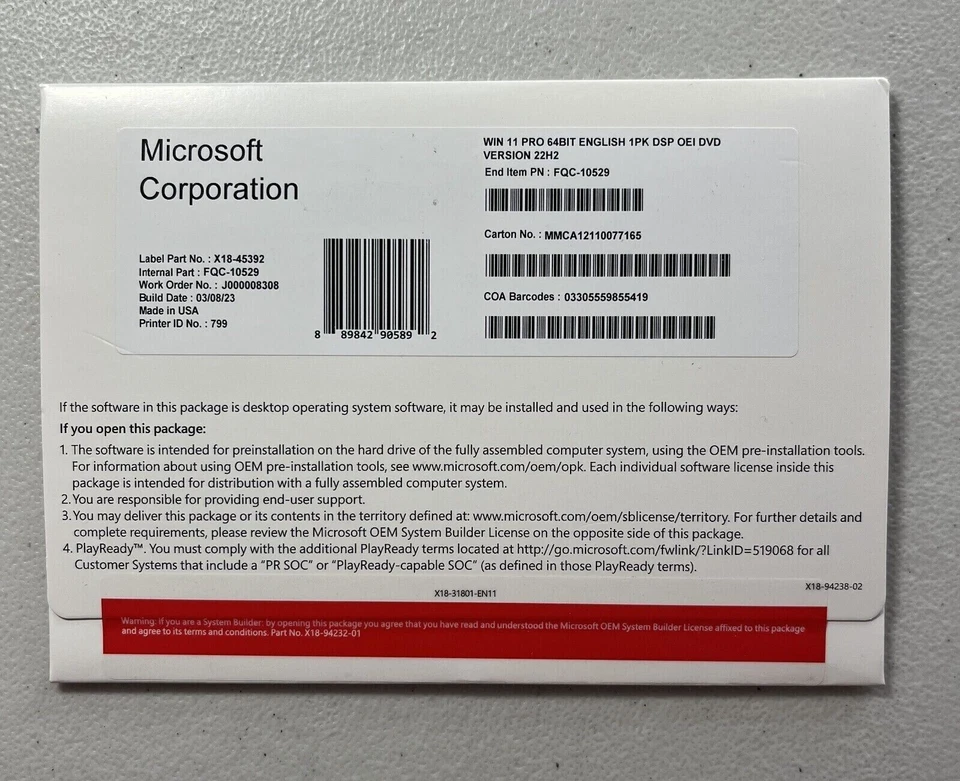 Microsoft
Corporation
Label Part No. : X18-45392
Internal Part : FQC-10529
Work Order No. : J000008308
Build Date : 03/08/23
Made in USA
Printer ID No. : 799
8 89842 90589 2
WIN 11 PRO 64BIT ENGLISH 1PK DSP OEI DVD
VERSION 22H2
End Item PN : FQC-10529
Carton No. : MMCA12110077165
COA Barcodes : 03305559855419
If the software in this package is desktop operating system software, it may be installed and used in the following ways:
If you open this package:
1. The software is intended for preinstallation on the hard drive of the fully assembled computer system, using the OEM pre-installation tools.
For information about using OEM pre-installation tools, see www.microsoft.com/oem/opk. Each individual software license inside this
package is intended for distribution with a fully assembled computer system.
2. You are responsible for providing end-user support.
3. You may deliver this package or its contents in the territory defined at: www.microsoft.com/oem/sblicense/territory. For further details and
complete requirements, please review the Microsoft OEM System Builder License on the opposite side of this package.
4. PlayReady™. You must comply with the additional PlayReady terms located at http://go.microsoft.com/fwlink/?LinkID=519068 for all
Customer Systems that include a “PR SOC” or “PlayReady-capable SOC” (as defined in those PlayReady terms).
X18-31801-EN11
X18-94238-02
Warning: If you are a System Builder: by opening this package you agree that you have read and understood the Microsoft OEM System Builder License affixed to this package
and agree to its terms and conditions. Part No. X18-94232-01